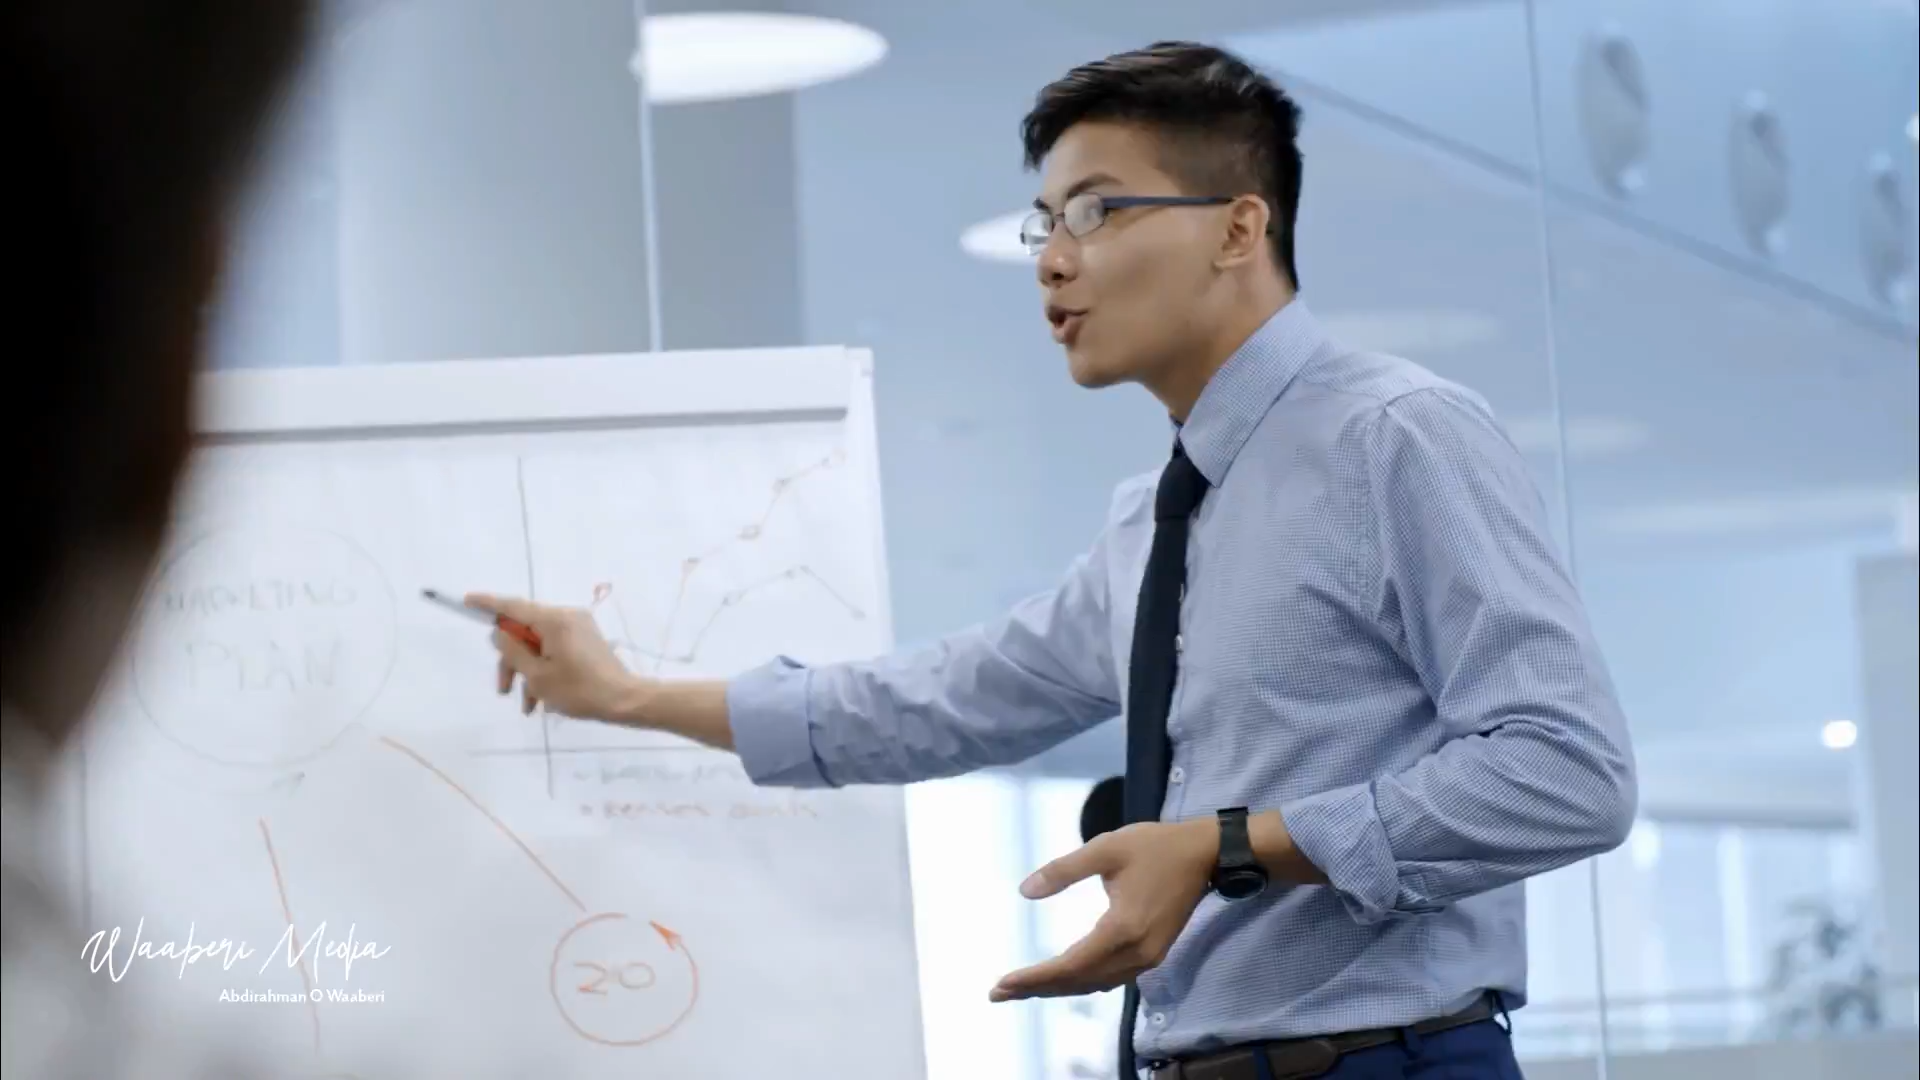 MARKETING
PLAN
20
Waaberi Media
Abdirahman O Waaberi